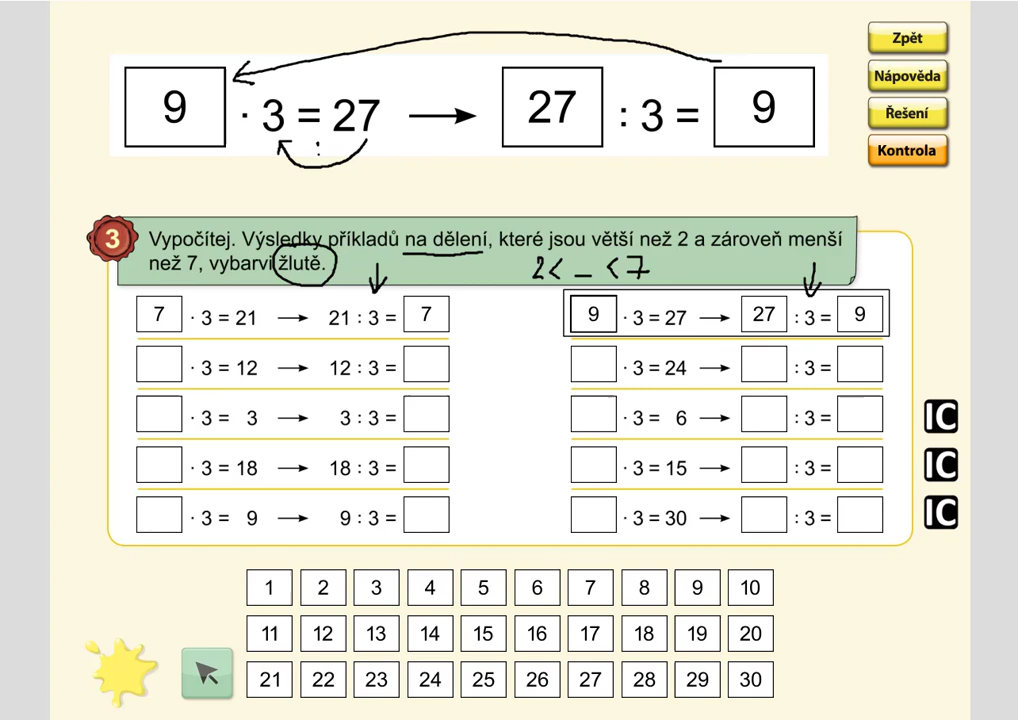 Zpět
Nápověda
Řešení
Kontrola
9 · 3 = 27 → 27 : 3 = 9
:
3 Vypočítej. Výsledky příkladů na dělení, které jsou větší než 2 a zároveň menší
než 7, vybarvi žlutě. 2 < _ < 7
7 · 3 = 21 → 21 : 3 = 7
· 3 = 12 → 12 : 3 =
· 3 = 3 → 3 : 3 =
· 3 = 18 → 18 : 3 =
· 3 = 9 → 9 : 3 =
9 · 3 = 27 → 27 : 3 = 9
· 3 = 24 → : 3 =
· 3 = 6 → : 3 =
· 3 = 15 → : 3 =
· 3 = 30 → : 3 =
IC
IC
IC
1 2 3 4 5 6 7 8 9 10
11 12 13 14 15 16 17 18 19 20
21 22 23 24 25 26 27 28 29 30